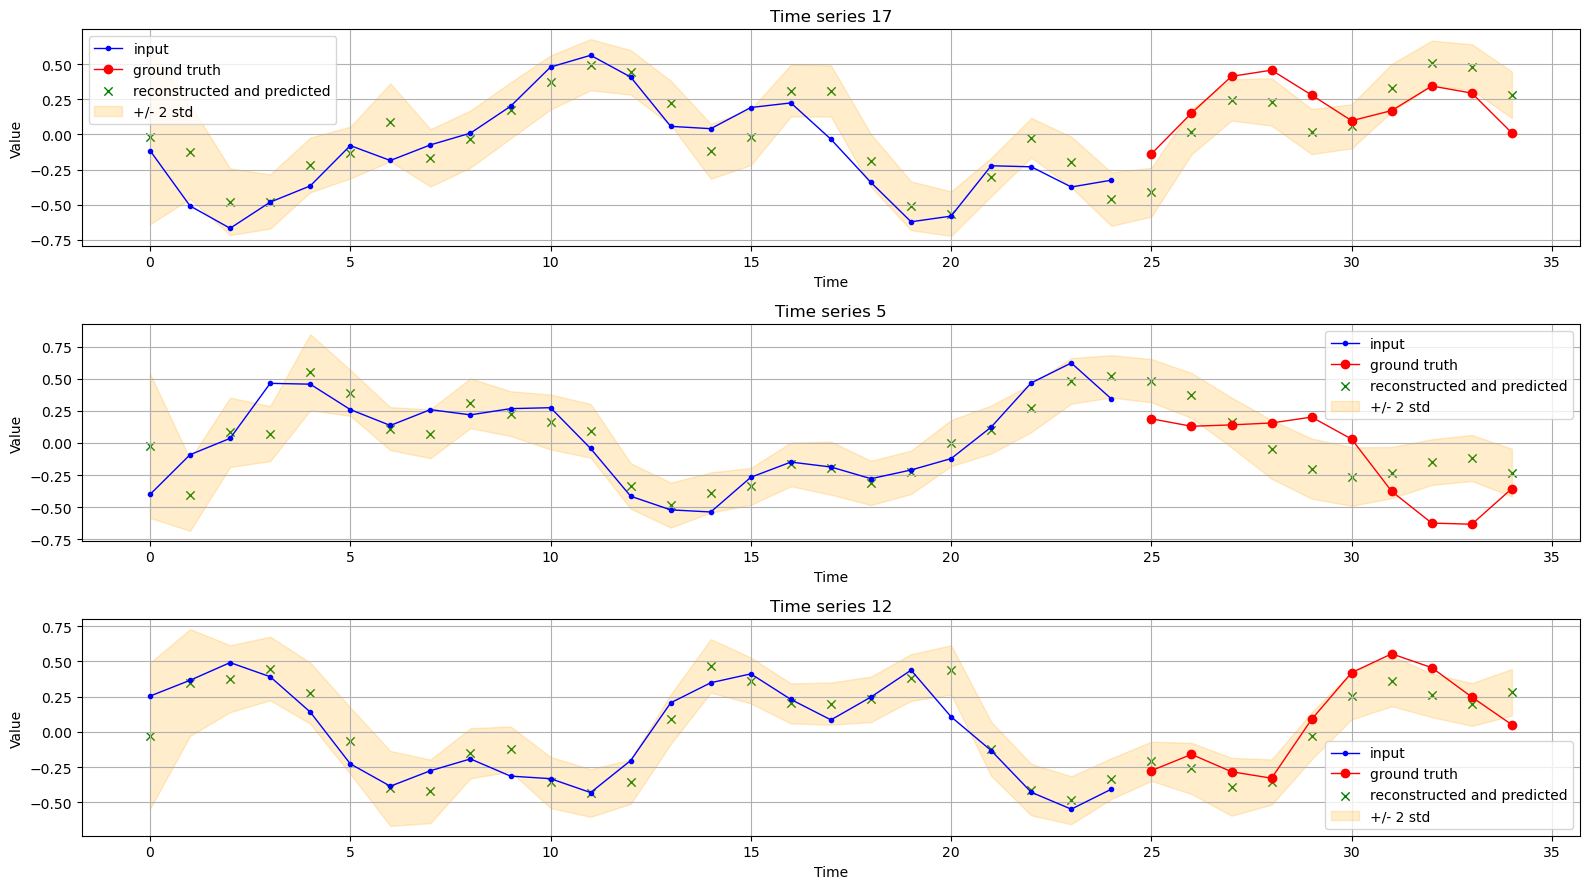 Time series 17
input
ground truth
reconstructed and predicted
+/- 2 std
0.50
0.25
0.00
−0.25
−0.50
−0.75
Value
0 5 10 15 20 25 30 35
Time
Time series 5
input
ground truth
reconstructed and predicted
+/- 2 std
0.75
0.50
0.25
0.00
−0.25
−0.50
−0.75
Value
0 5 10 15 20 25 30 35
Time
Time series 12
0.75
0.50
0.25
0.00
−0.25
−0.50
Value
input
ground truth
reconstructed and predicted
+/- 2 std
0 5 10 15 20 25 30 35
Time